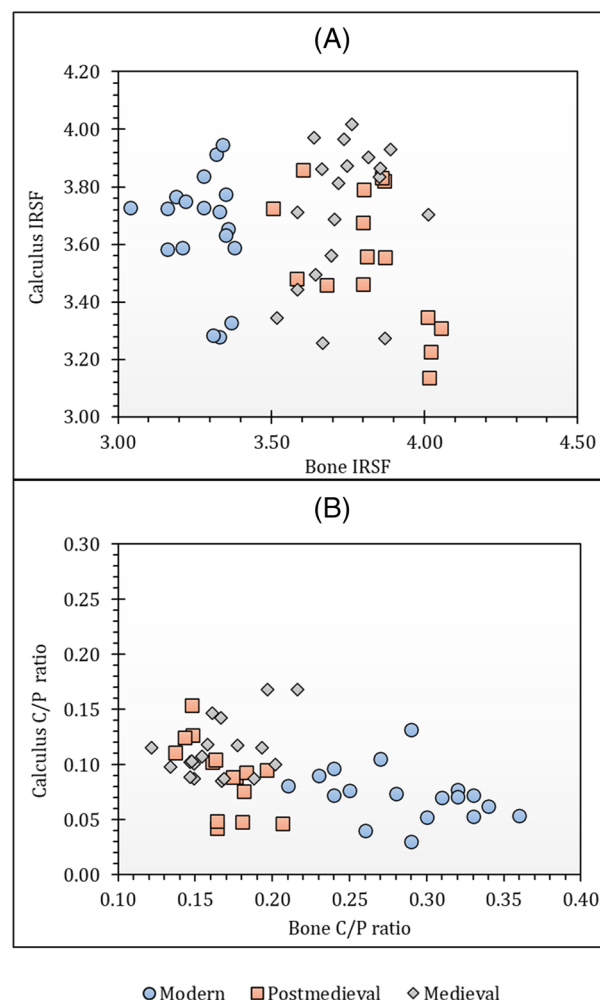 (A)
4.20
4.00
3.80
3.60
3.40
3.20
3.00
Calculus IRSF
3.00 3.50 4.00 4.50
Bone IRSF
(B)
0.30
0.25
0.20
0.15
0.10
0.05
0.00
Calculus C/P ratio
0.10 0.15 0.20 0.25 0.30 0.35 0.40
Bone C/P ratio
Modern Postmedieval Medieval